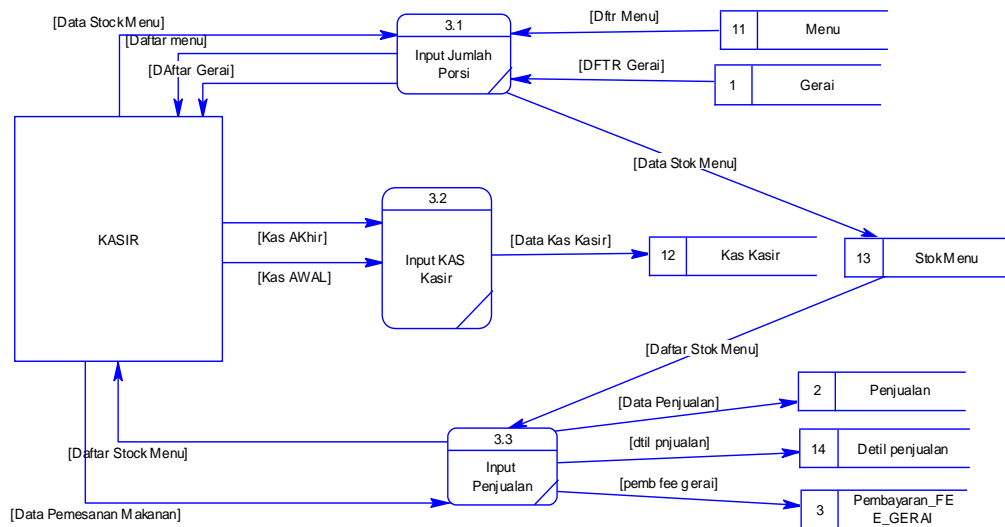 [Data StockMenu]
[Daftar menu]
[DAftar Gerai]
3.1
Input Jumlah
Porsi
[Dftr Menu]
11
Menu
[DFTR Gerai]
1
Gerai
[Data Stok Menu]
KASIR
[Kas AKhir]
[Kas AWAL]
3.2
Input KAS
Kasir
[Data Kas Kasir]
12
Kas Kasir
13
StokMenu
[Daftar Stok Menu]
[Data Penjualan]
2
Penjualan
3.3
Input
Penjualan
[dtil pnjualan]
14
Detil penjualan
[Daftar Stock Menu]
[pemb fee gerai]
3
Pembayaran_FE
E_GERAI
[Data Pemesanan Makanan]